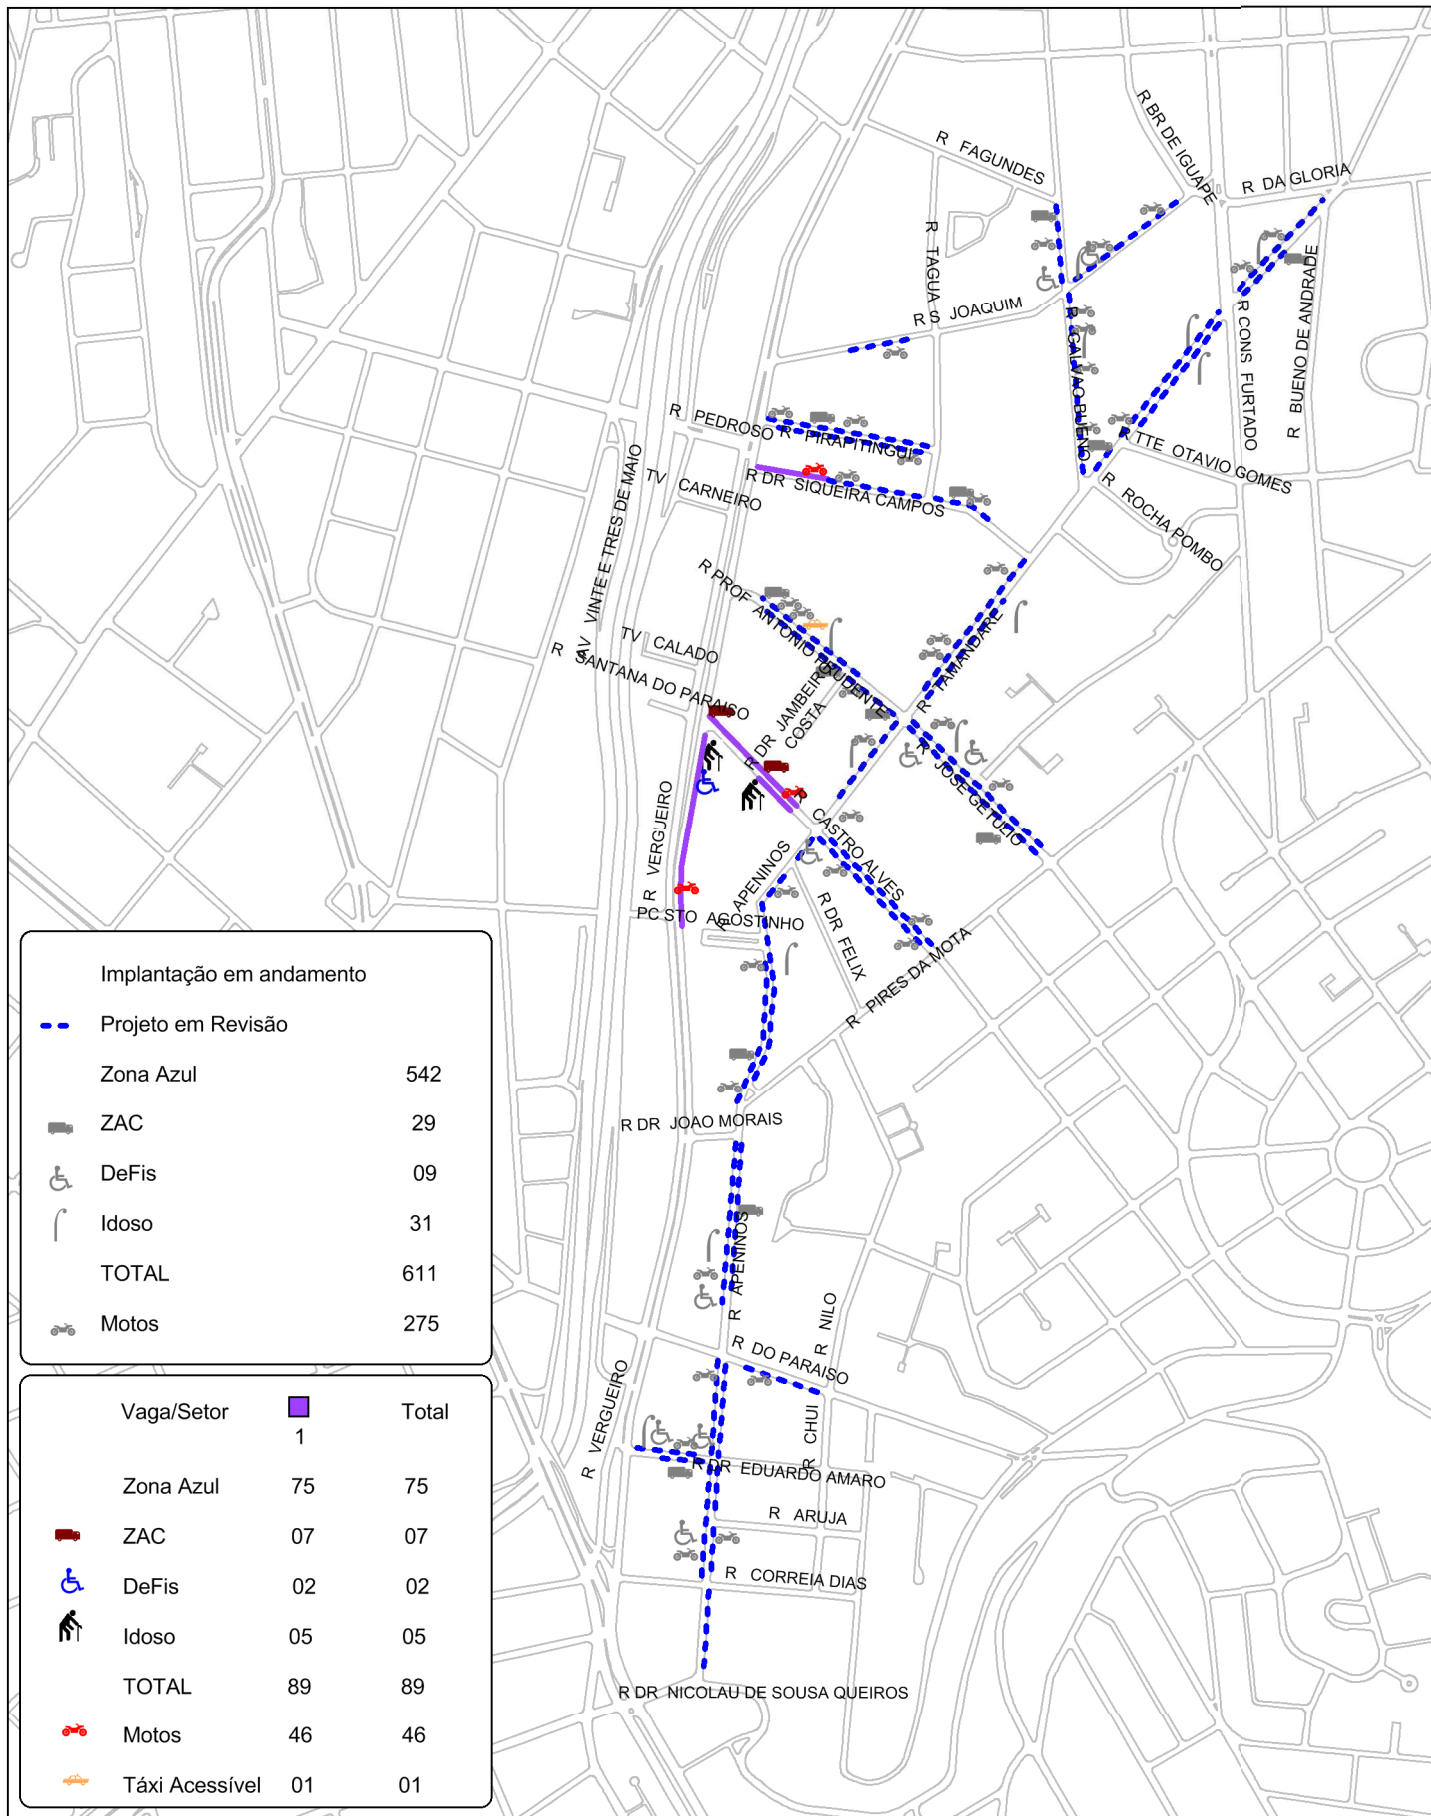 R BR DE IGUAPE
R FAGUNDES
R DA GLORIA
R TAGUA
R S JOAQUIM
R GALVAO BUENO
R CONS FURTADO
R BUENO DE ANDRADE
R PEDROSO
R PIRAPITINGUI
R TTE OTAVIO GOMES
AV VINTE E TRES DE MAIO
TV CARNEIRO
R DR SIQUEIRA CAMPOS
R ROCHA POMBO
R PROF ANTONIO PRUDENTE
R TAMANDARE
TV CALADO
R SANTANA DO PARAISO
R DR JAMBEIRO
COSTA
R JOSE GETULIO
R VERGUEIRO
R CASTRO ALVES
R APENINOS
PC STO AGOSTINHO
R DR FELIX
R PIRES DA MOTA
R DR JOAO MORAIS
R APENINOS
R NILO
R DO PARAISO
R VERGUEIRO
R CHUI
R DR EDUARDO AMARO
R ARUJA
R CORREIA DIAS
R DR NICOLAU DE SOUSA QUEIROS
Implantação em andamento
Projeto em Revisão
Zona Azul 542
ZAC 29
DeFis 09
Idoso 31
TOTAL 611
Motos 275
Vaga/Setor Total
1
Zona Azul 75 75
ZAC 07 07
DeFis 02 02
Idoso 05 05
TOTAL 89 89
Motos 46 46
Táxi Acessível 01 01